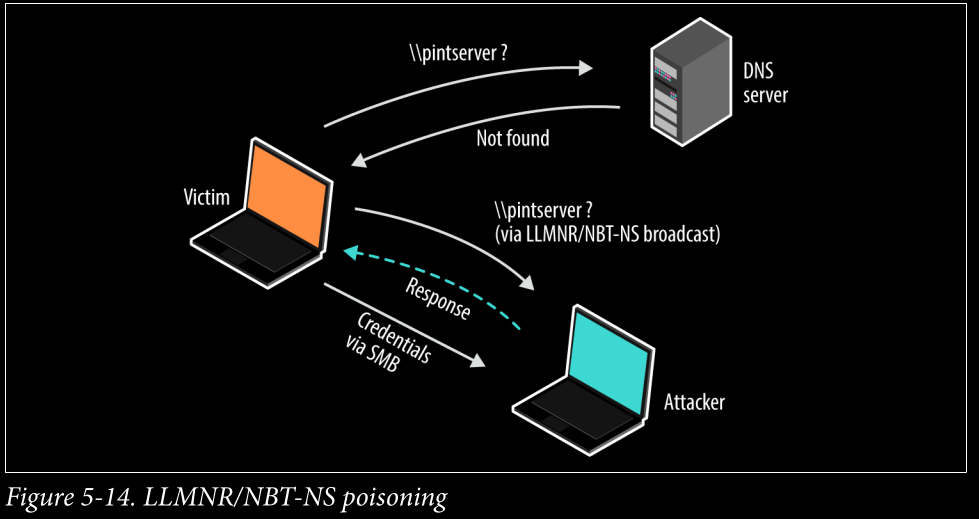 \\pintserver ?
DNS
server
Not found
Victim
\\pintserver ?
(via LLMNR/NBT-NS broadcast)
Response
Credentials
via SMB
Attacker
Figure 5-14. LLMNR/NBT-NS poisoning